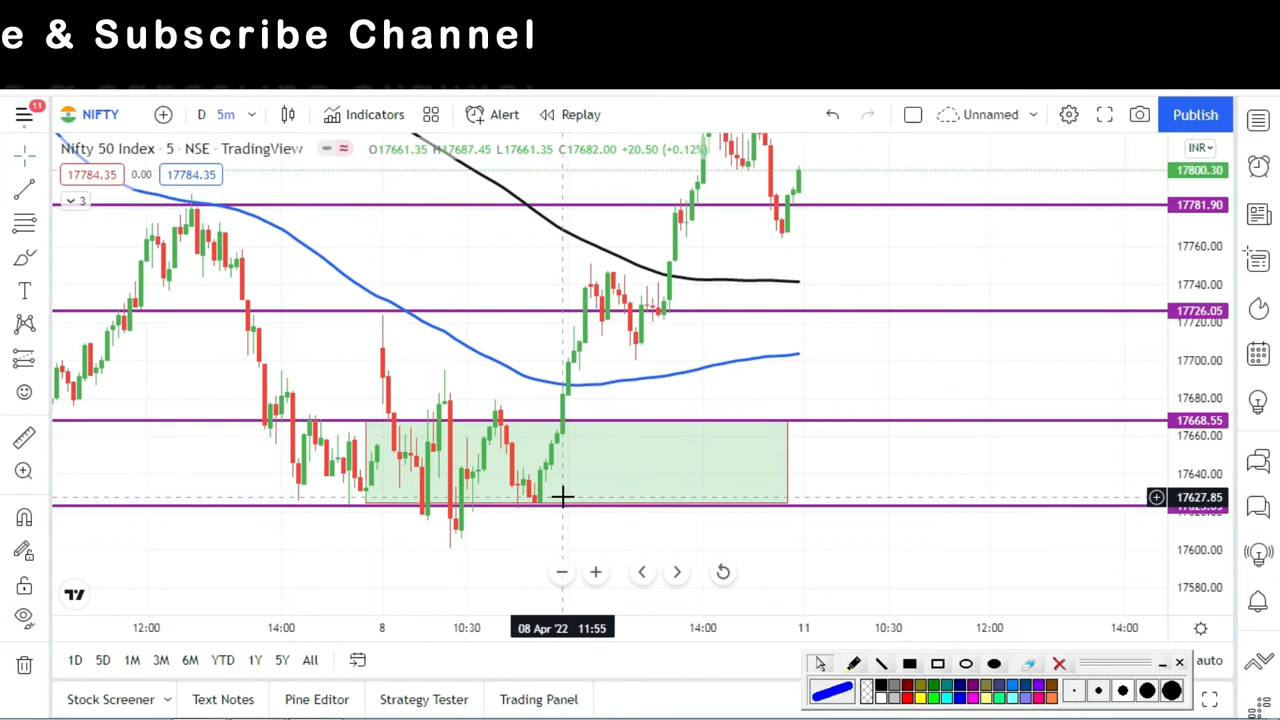 e & Subscribe Channel
11
NIFTY
D
5m
Indicators
Alert
Replay
Unnamed
Publish
Nifty 50 Index · 5 · NSE · TradingView
O17661.35 H17687.45 L17661.35 C17682.00 +20.50 (+0.12%)
INR
17784.35
0.00
17784.35
17800.30
3
17781.90
17760.00
17740.00
17726.05
17720.00
17700.00
17680.00
17668.55
17660.00
17640.00
17627.85
17600.00
17580.00
12:00
14:00
8
10:30
08 Apr '22 11:55
14:00
11
10:30
12:00
14:00
1D
5D
1M
3M
6M
YTD
1Y
5Y
All
auto
Stock Screener
Text Notes
Strategy Tester
Trading Panel